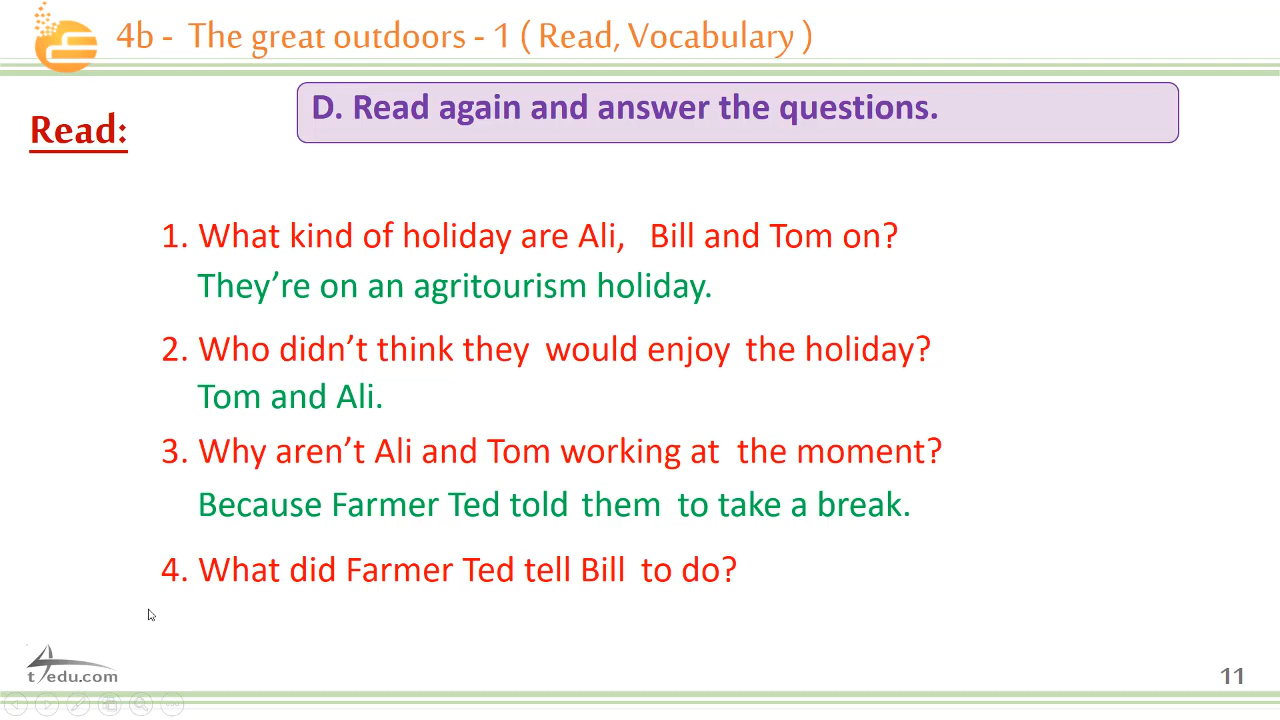 4b - The great outdoors - 1 ( Read, Vocabulary )
D. Read again and answer the questions.
Read:
1. What kind of holiday are Ali, Bill and Tom on?
They’re on an agritourism holiday.
2. Who didn’t think they would enjoy the holiday?
Tom and Ali.
3. Why aren’t Ali and Tom working at the moment?
Because Farmer Ted told them to take a break.
4. What did Farmer Ted tell Bill to do?
t4edu.com
11